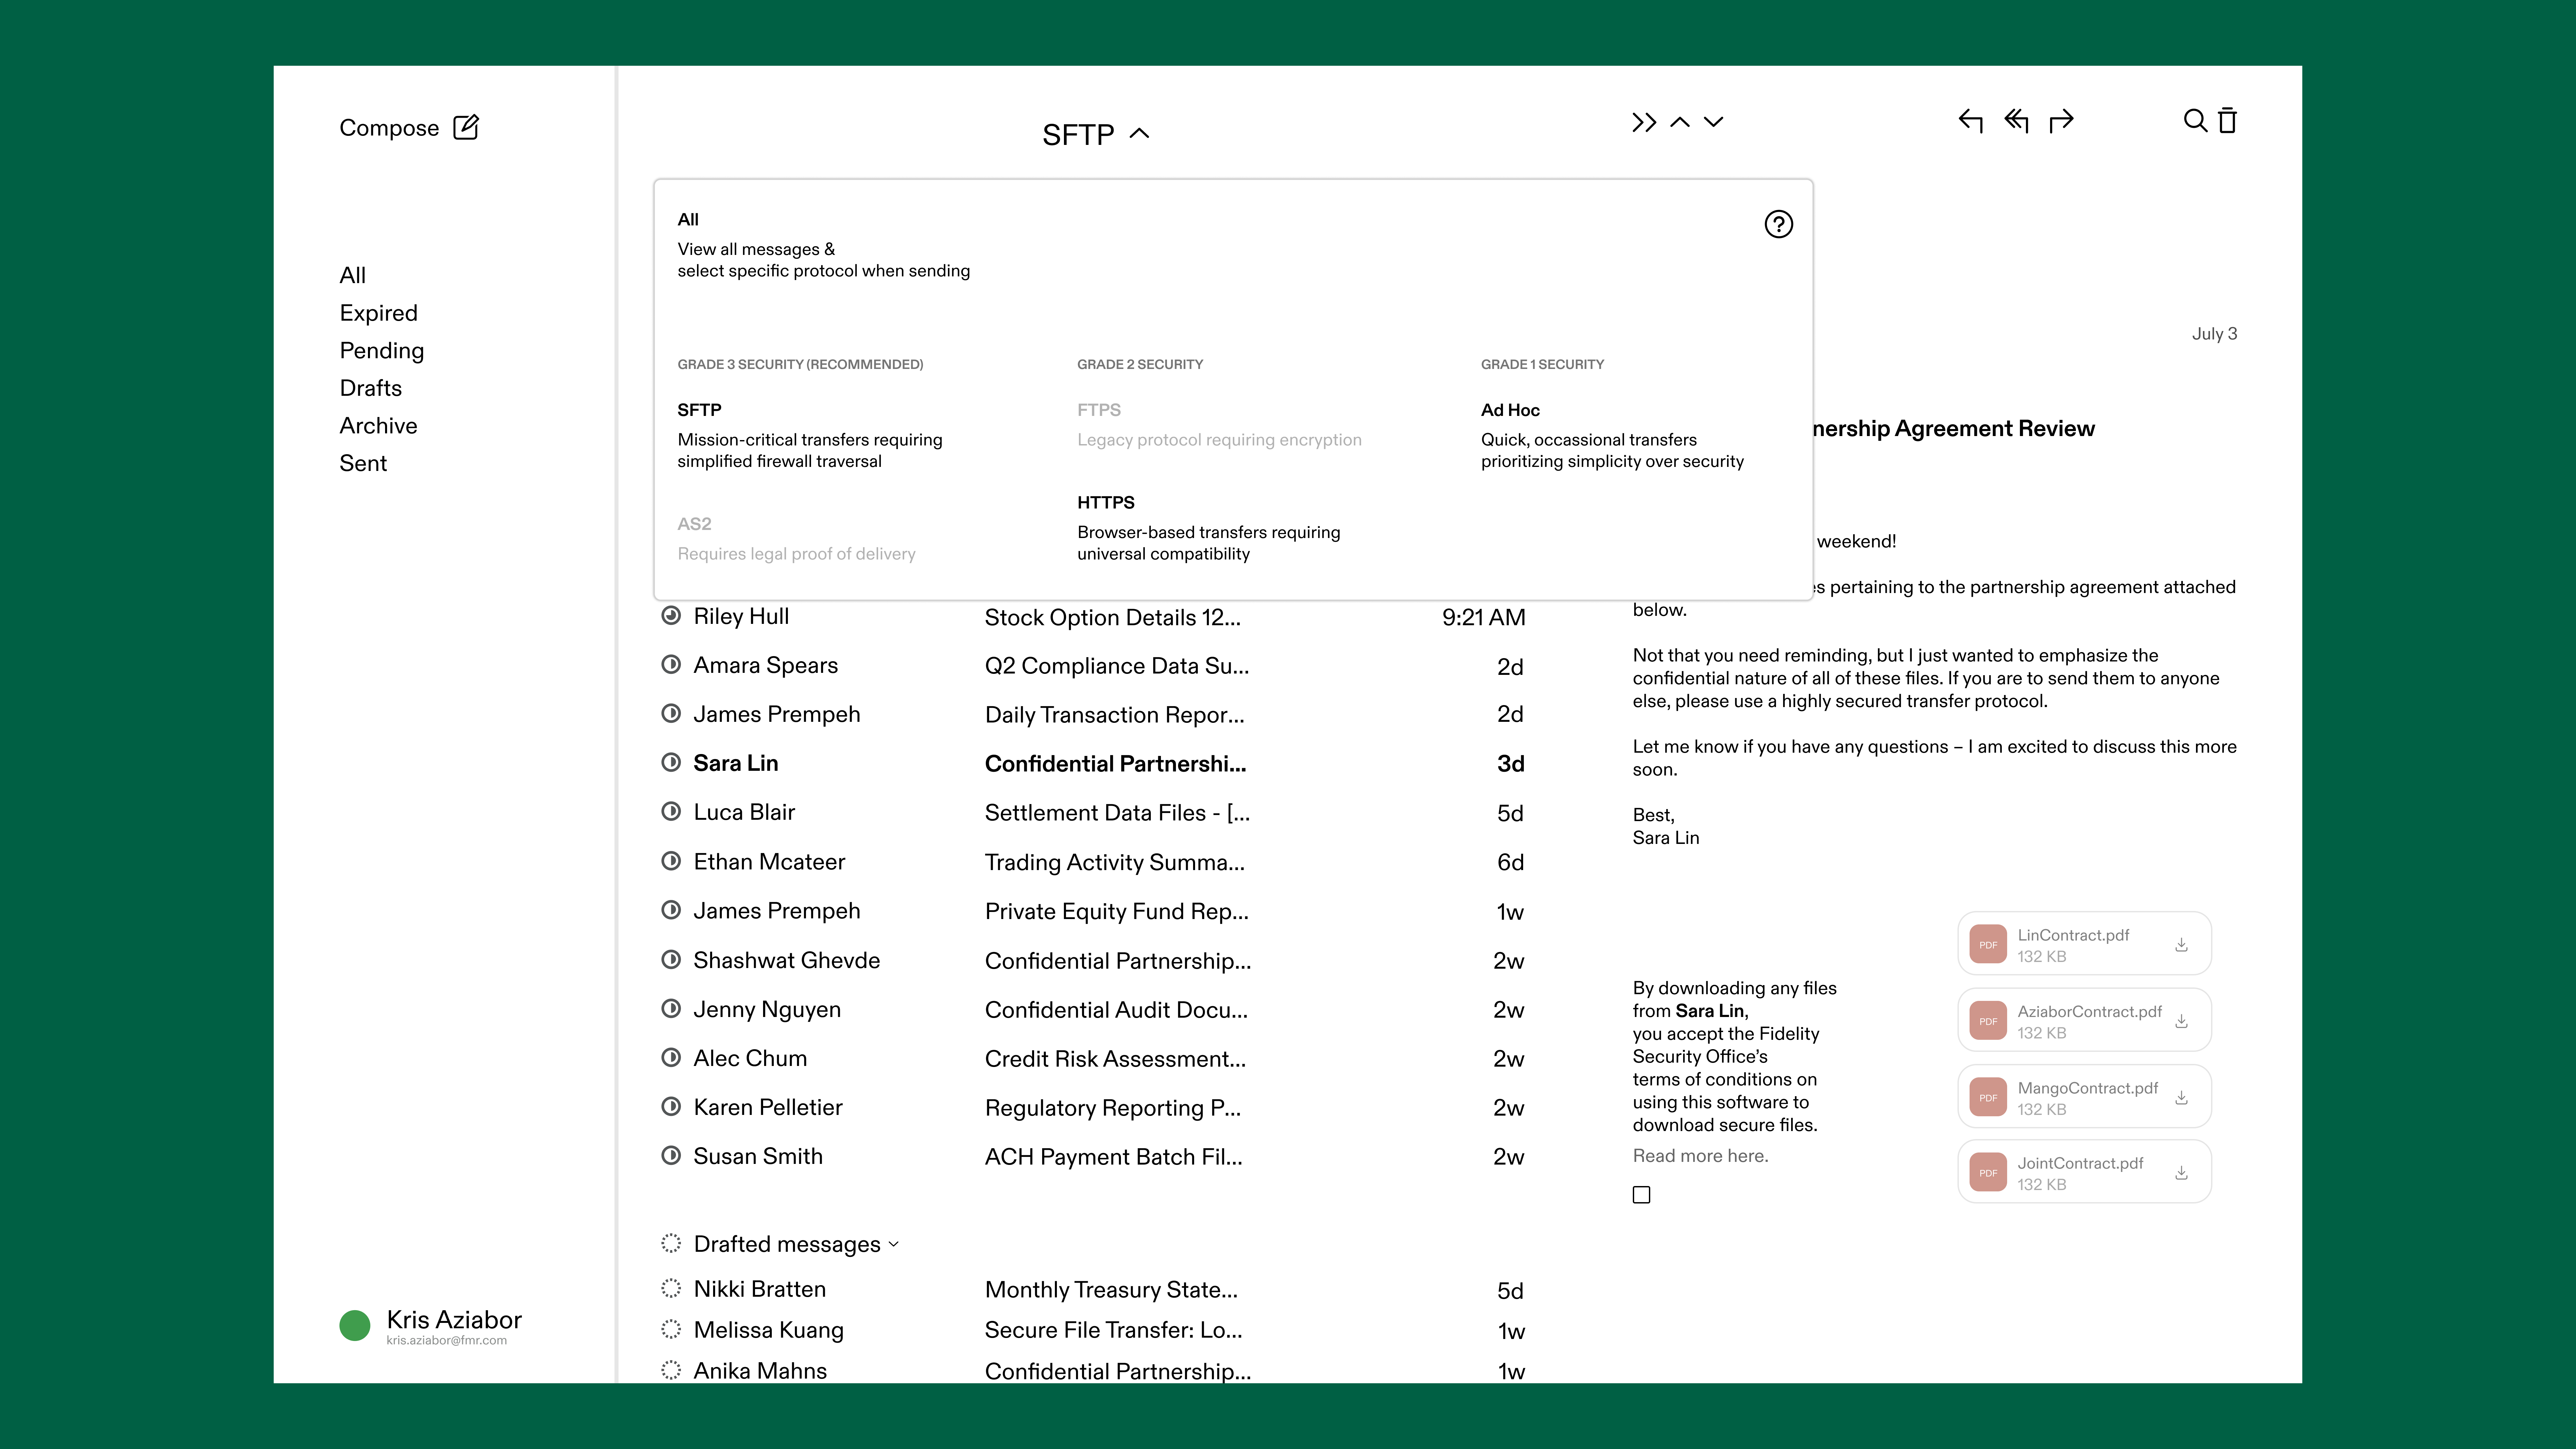 Compose
SFTP
All
Expired
Pending
Drafts
Archive
Sent
All
View all messages &
select specific protocol when sending
GRADE 3 SECURITY (RECOMMENDED)
SFTP
Mission-critical transfers requiring
simplified firewall traversal
AS2
Requires legal proof of delivery
GRADE 2 SECURITY
FTPS
Legacy protocol requiring encryption
HTTPS
Browser-based transfers requiring
universal compatibility
GRADE 1 SECURITY
Ad Hoc
Quick, occassional transfers
prioritizing simplicity over security
Riley Hull Stock Option Details 12... 9:21 AM
Amara Spears Q2 Compliance Data Su... 2d
James Prempeh Daily Transaction Repor... 2d
Sara Lin Confidential Partnershi... 3d
Luca Blair Settlement Data Files - [... 5d
Ethan Mcateer Trading Activity Summa... 6d
James Prempeh Private Equity Fund Rep... 1w
Shashwat Ghevde Confidential Partnership... 2w
Jenny Nguyen Confidential Audit Docu... 2w
Alec Chum Credit Risk Assessment... 2w
Karen Pelletier Regulatory Reporting P... 2w
Susan Smith ACH Payment Batch Fil... 2w
Drafted messages
Nikki Bratten Monthly Treasury State... 5d
Melissa Kuang Secure File Transfer: Lo... 1w
Anika Mahns Confidential Partnership... 1w
July 3
nership Agreement Review
weekend!
s pertaining to the partnership agreement attached
below.
Not that you need reminding, but I just wanted to emphasize the
confidential nature of all of these files. If you are to send them to anyone
else, please use a highly secured transfer protocol.
Let me know if you have any questions – I am excited to discuss this more
soon.
Best,
Sara Lin
By downloading any files
from Sara Lin,
you accept the Fidelity
Security Office's
terms of conditions on
using this software to
download secure files.
Read more here.
PDF LinContract.pdf
132 KB
PDF AziaborContract.pdf
132 KB
PDF MangoContract.pdf
132 KB
PDF JointContract.pdf
132 KB
Kris Aziabor
kris.aziabor@fmr.com